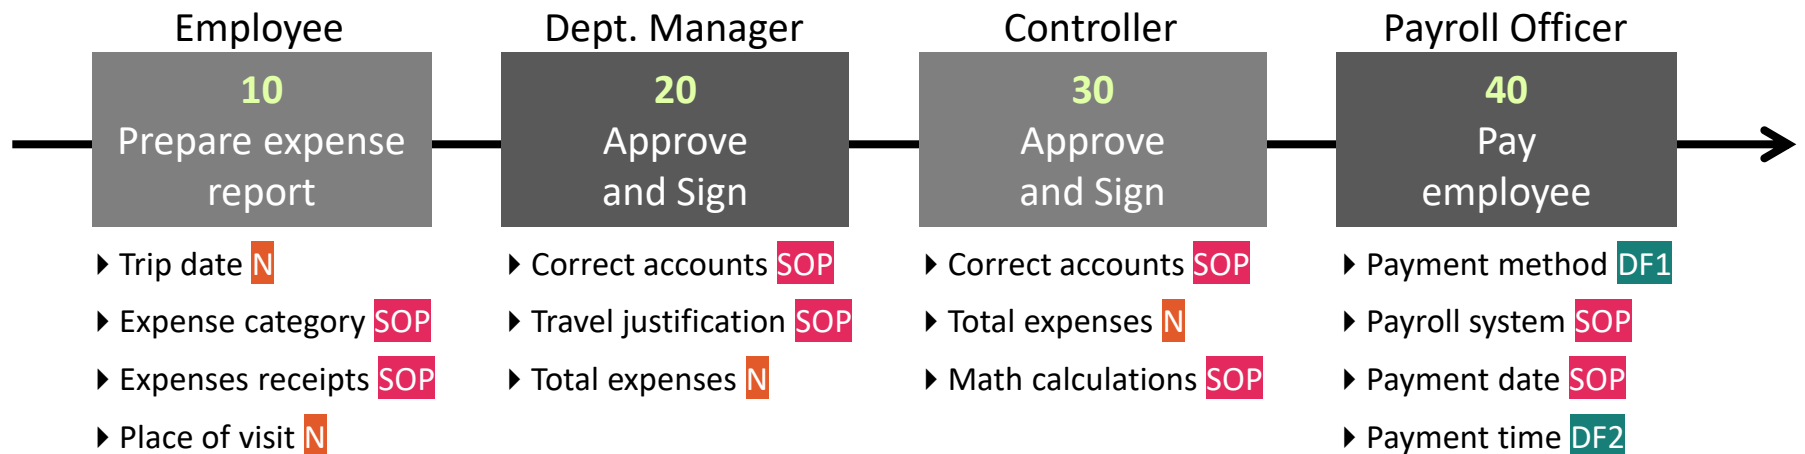 Employee
10
Prepare expense
report
Trip date N
Expense category SOP
Expenses receipts SOP
Place of visit N
Dept. Manager
20
Approve
and Sign
Correct accounts SOP
Travel justification SOP
Total expenses N
Controller
30
Approve
and Sign
Correct accounts SOP
Total expenses N
Math calculations SOP
Payroll Officer
40
Pay
employee
Payment method DF1
Payroll system SOP
Payment date SOP
Payment time DF2